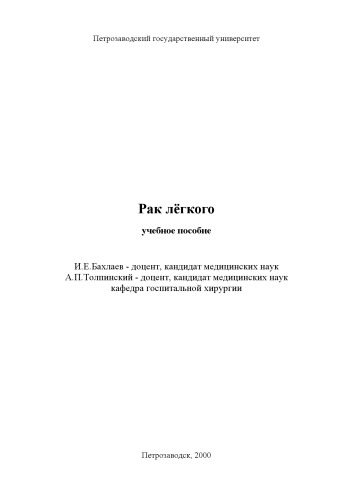 Петрозаводский государственный университет
Рак лёгкого
учебное пособие
И.Е.Бахлаев - доцент, кандидат медицинских наук
А.П.Толпинский - доцент, кандидат медицинских наук
кафедра госпитальной хирургии
Петрозаводск, 2000